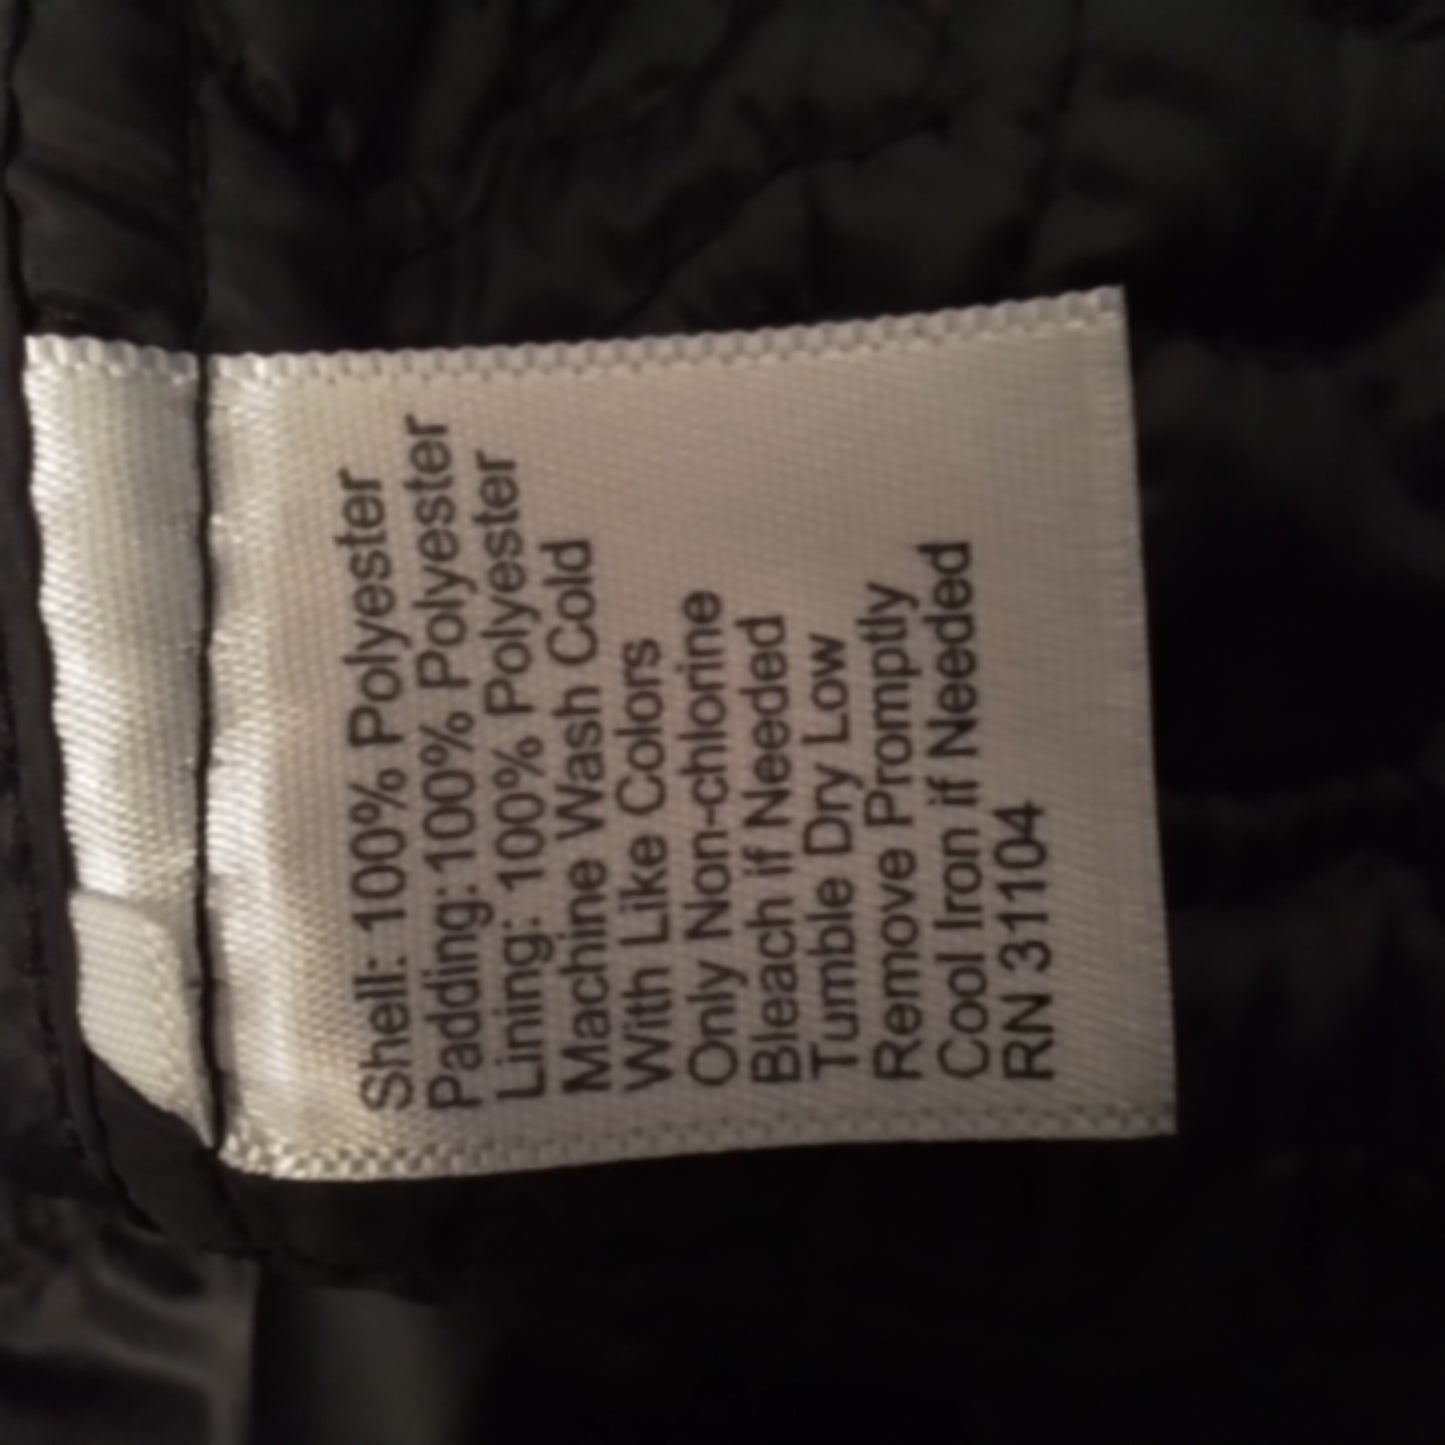 Shell: 100% Polyester
Padding: 100% Polyester
Lining: 100% Polyester
Machine Wash Cold
With Like Colors
Only Non-chlorine
Bleach if Needed
Tumble Dry Low
Remove Promptly
Cool Iron if Needed
RN 31104